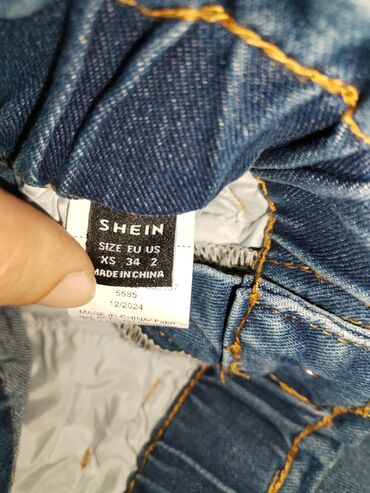 SHEIN
SIZE EU US
XS 34 2
MADE IN CHINA
5535
12/2024
MADE IN CHINA/